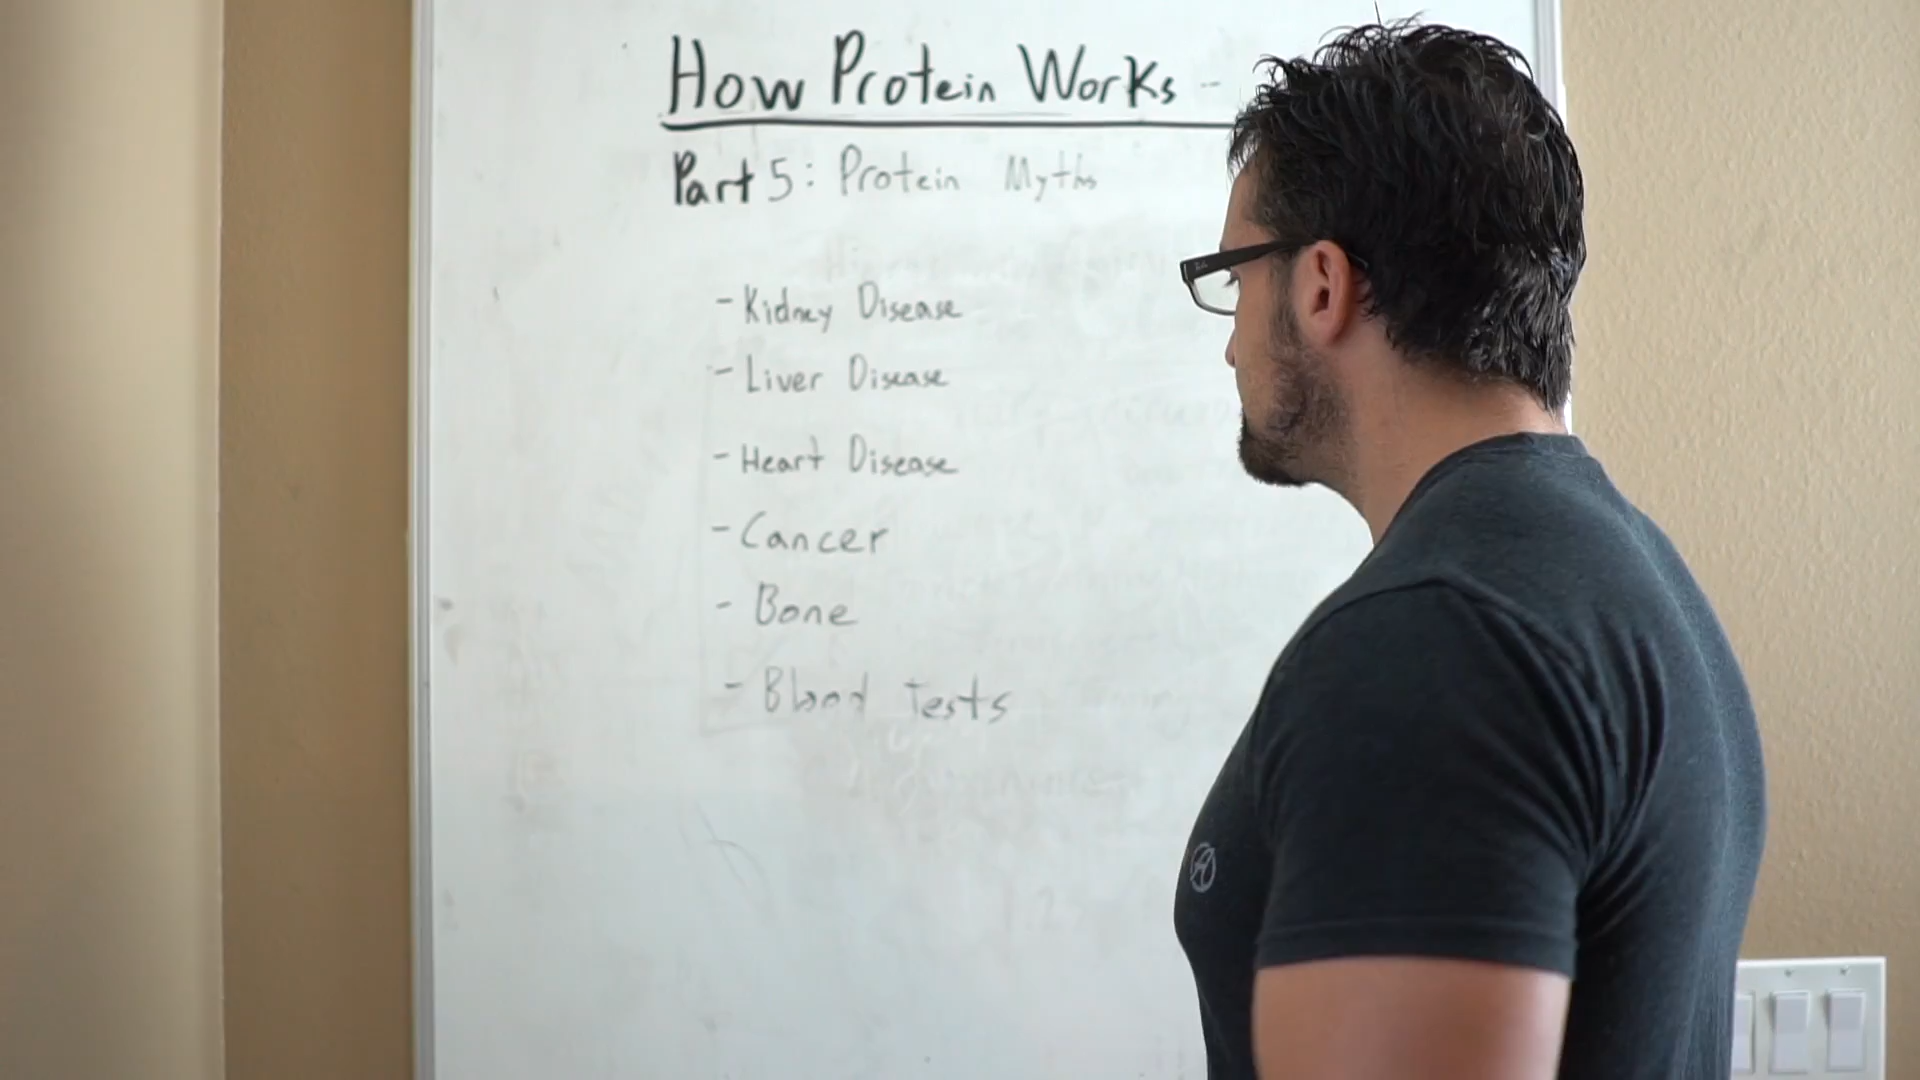 How Protein Works -
Part 5: Protein Myths
- Kidney Disease
- Liver Disease
- Heart Disease
- Cancer
- Bone
- Blood Tests